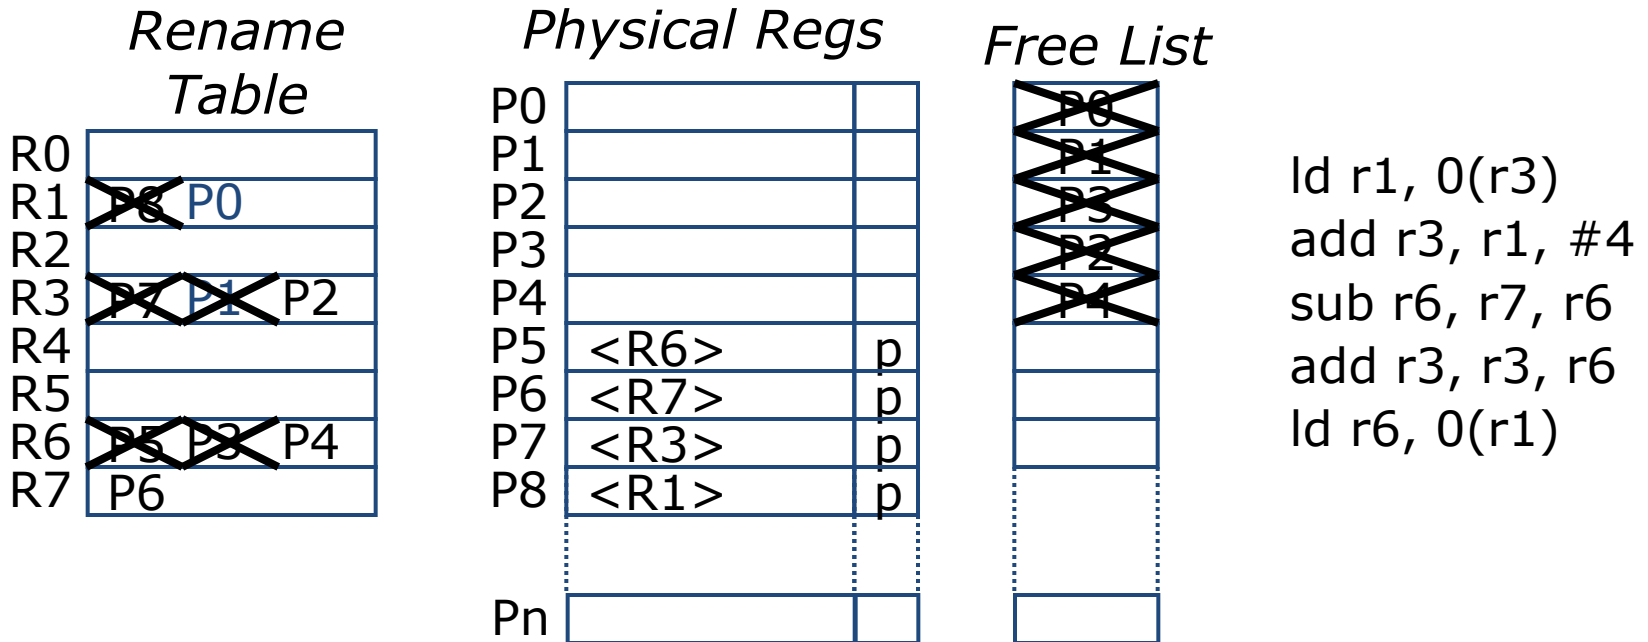 Rename
Table
R0
R1 P8 P0
R2
R3 P7 P1 P2
R4
R5
R6 P5 P3 P4
R7 P6
Physical Regs
P0
P1
P2
P3
P4
P5 <R6> p
P6 <R7> p
P7 <R3> p
P8 <R1> p
Pn
Free List
P0
P1
P3
P2
P4
ld r1, 0(r3)
add r3, r1, #4
sub r6, r7, r6
add r3, r3, r6
ld r6, 0(r1)